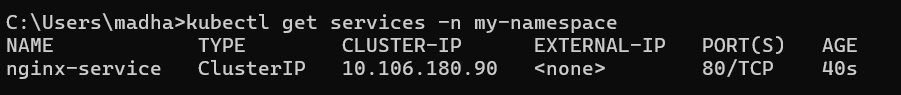 C:\Users\madha>kubectl get services -n my-namespace
NAME            TYPE        CLUSTER-IP      EXTERNAL-IP   PORT(S)   AGE
nginx-service   ClusterIP   10.106.180.90   <none>        80/TCP    40s